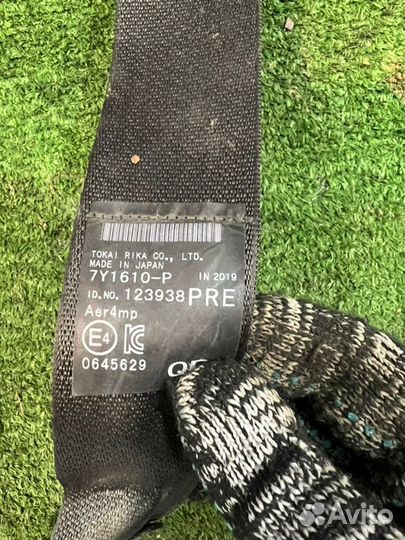 TOKAI RIKA CO., LTD.
MADE IN JAPAN
7Y1610-P IN 2019
ID.NO. 123938 PRE
Aer4mp
E4
0645629
Avito